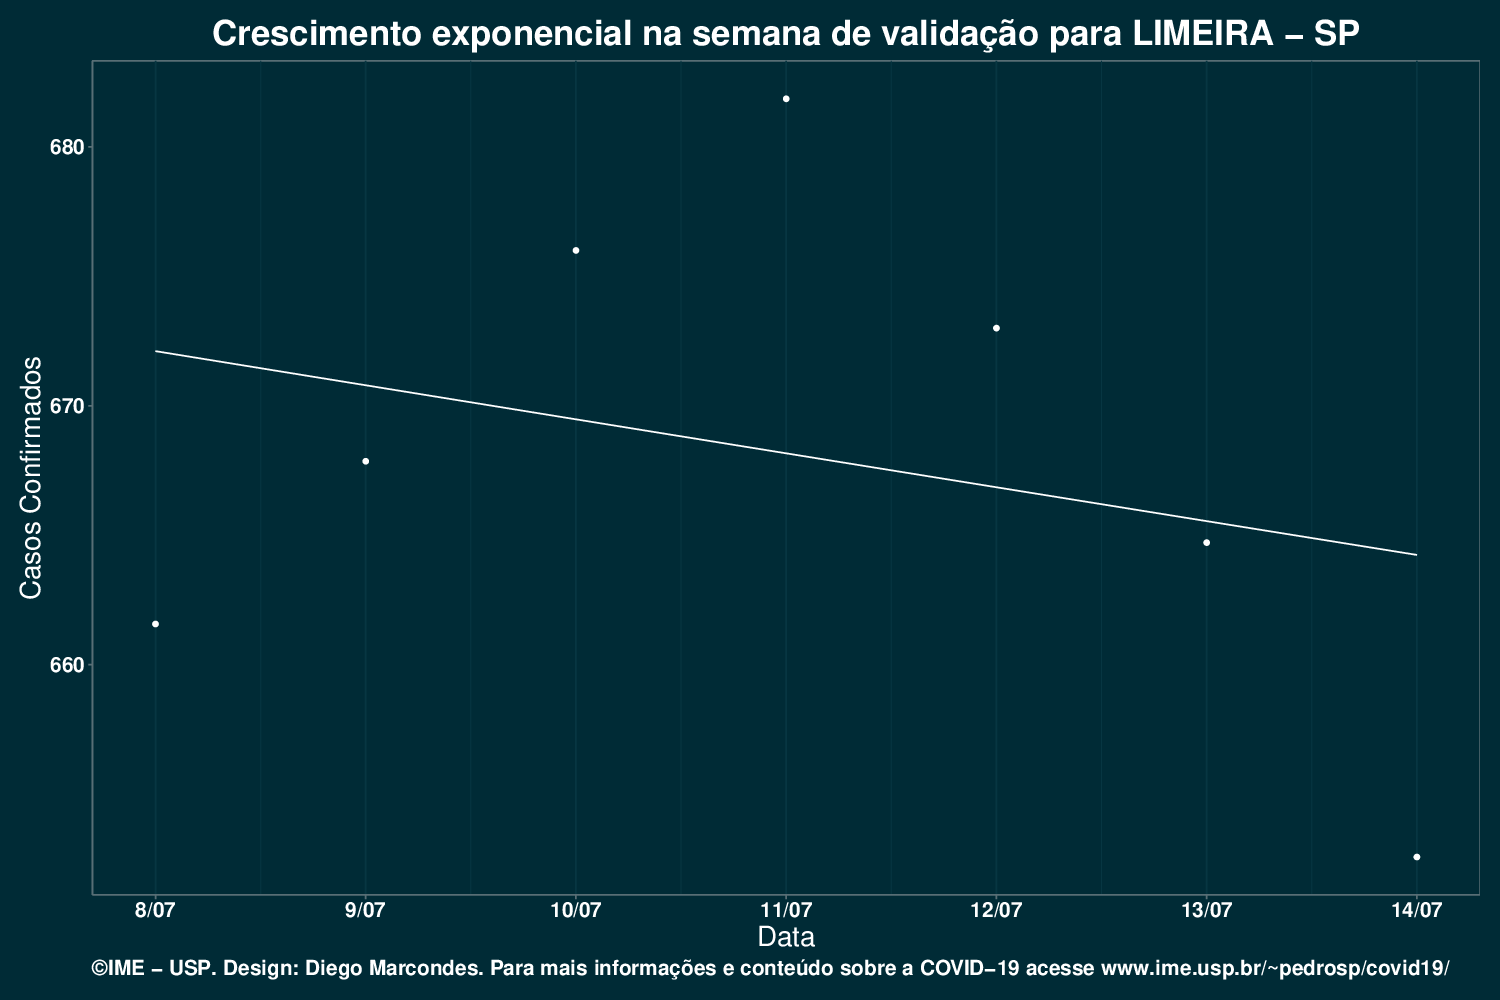 Crescimento exponencial na semana de validação para LIMEIRA – SP
680
670
660
Casos Confirmados
8/07 9/07 10/07 11/07 12/07 13/07 14/07
Data
©IME – USP. Design: Diego Marcondes. Para mais informações e conteúdo sobre a COVID–19 acesse www.ime.usp.br/~pedrosp/covid19/